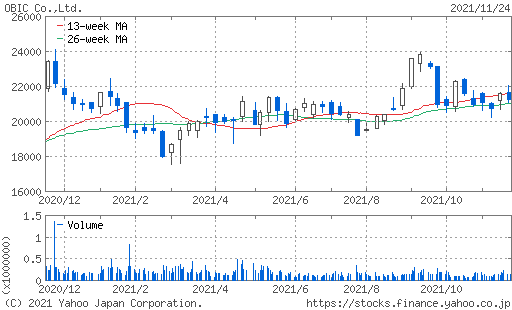 OBIC Co.,Ltd. 2021/11/24
26000
13-week MA
26-week MA
24000
22000
20000
18000
16000
2020/12 2021/2 2021/4 2021/6 2021/8 2021/10
1.5
Volume
1
0.5
0
(x1000000)
2020/12 2021/2 2021/4 2021/6 2021/8 2021/10
(C) 2021 Yahoo Japan Corporation. https://stocks.finance.yahoo.co.jp